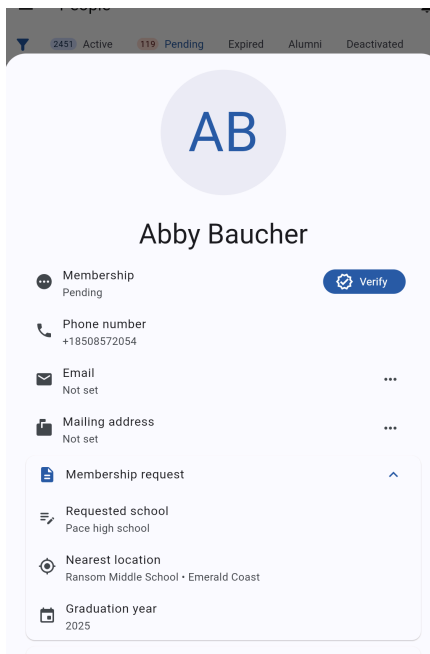 People
2451 Active 119 Pending Expired Alumni Deactivated
AB
Abby Baucher
Membership
Pending
Verify
Phone number
+18508572054
Email
Not set
Mailing address
Not set
Membership request
Requested school
Pace high school
Nearest location
Ransom Middle School • Emerald Coast
Graduation year
2025